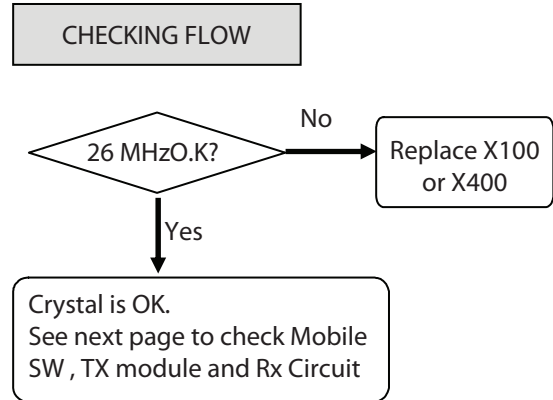 CHECKING FLOW
26 MHzO.K?
No
Replace X100
or X400
Yes
Crystal is OK.
See next page to check Mobile
SW , TX module and Rx Circuit